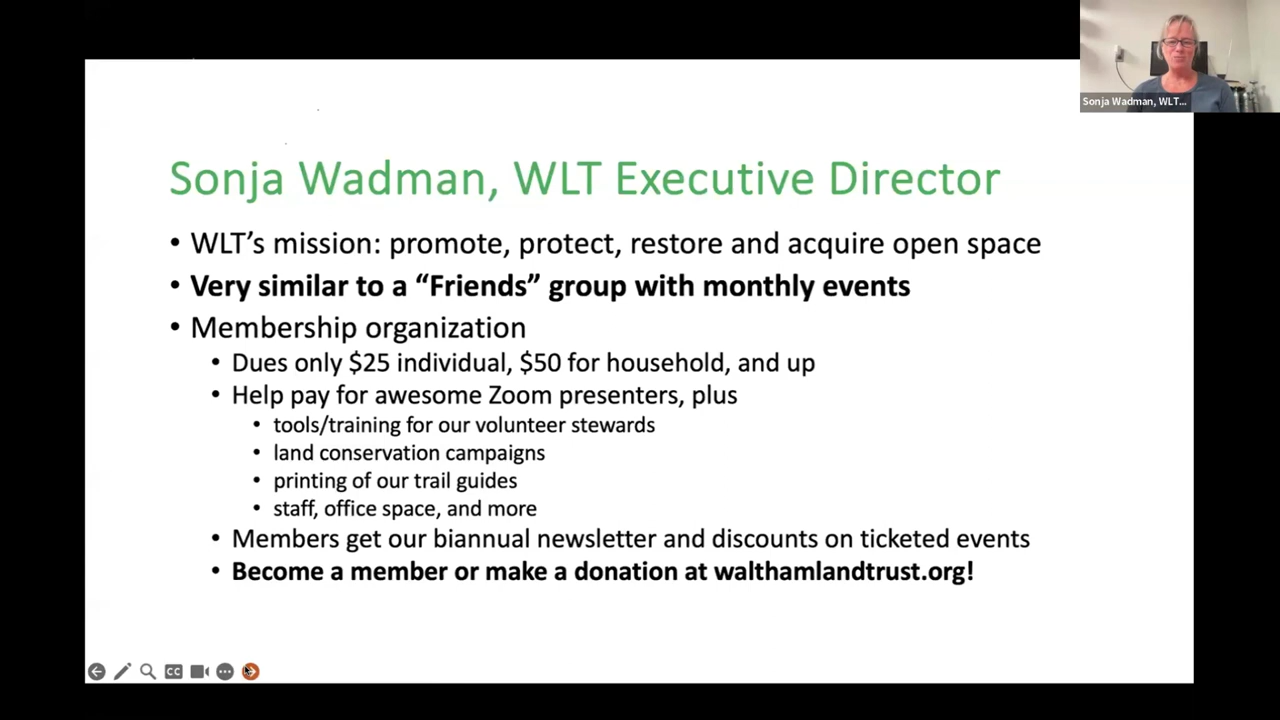 Sonja Wadman, WLT...
Sonja Wadman, WLT Executive Director
• WLT’s mission: promote, protect, restore and acquire open space
• Very similar to a “Friends” group with monthly events
• Membership organization
• Dues only $25 individual, $50 for household, and up
• Help pay for awesome Zoom presenters, plus
• tools/training for our volunteer stewards
• land conservation campaigns
• printing of our trail guides
• staff, office space, and more
• Members get our biannual newsletter and discounts on ticketed events
• Become a member or make a donation at walthamlandtrust.org!
CC